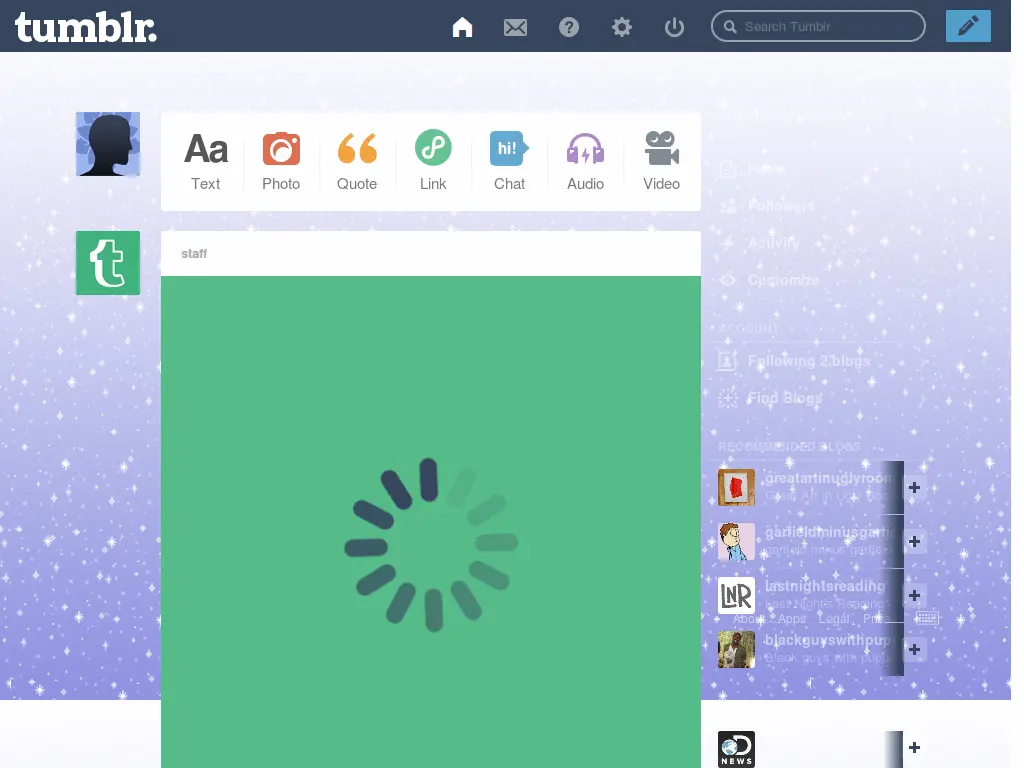 tumblr.
Search Tumblr
Aa
hi!
Text
Photo
Quote
Link
Chat
Audio
Video
t
staff
Posts
Followers
Activity
Customize
ACCOUNT
Following 2 blogs
Find Blogs
RECOMMENDED BLOGS
greatartinuglyroom
Great Art in Ugly Roo
garfieldminusgarfie
garfield minus garfiel
LNR
lastnightsreading
Last Night's Reading
About Apps Legal Priv
blackguyswithpup
Black guys with pupp
D
NEWS